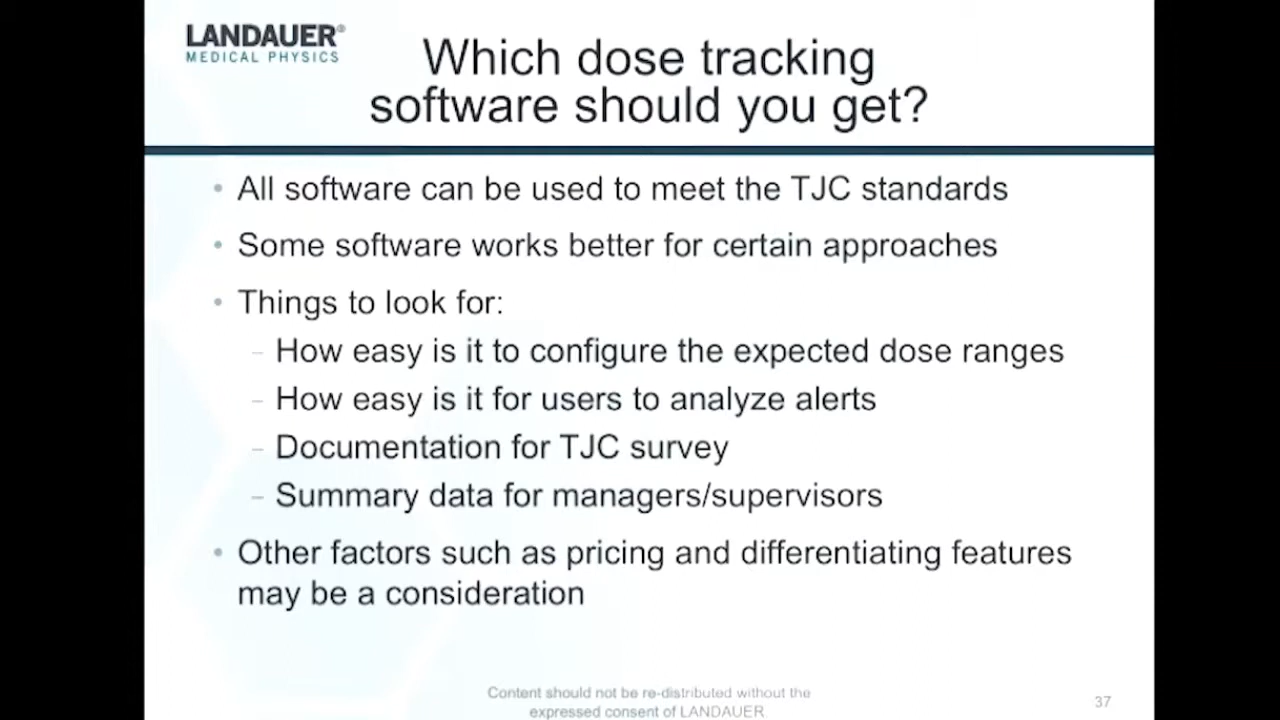 LANDAUER®
MEDICAL PHYSICS
Which dose tracking
software should you get?
• All software can be used to meet the TJC standards
• Some software works better for certain approaches
• Things to look for:
– How easy is it to configure the expected dose ranges
– How easy is it for users to analyze alerts
– Documentation for TJC survey
– Summary data for managers/supervisors
• Other factors such as pricing and differentiating features
may be a consideration
Content should not be re-distributed without the
expressed consent of LANDAUER
37